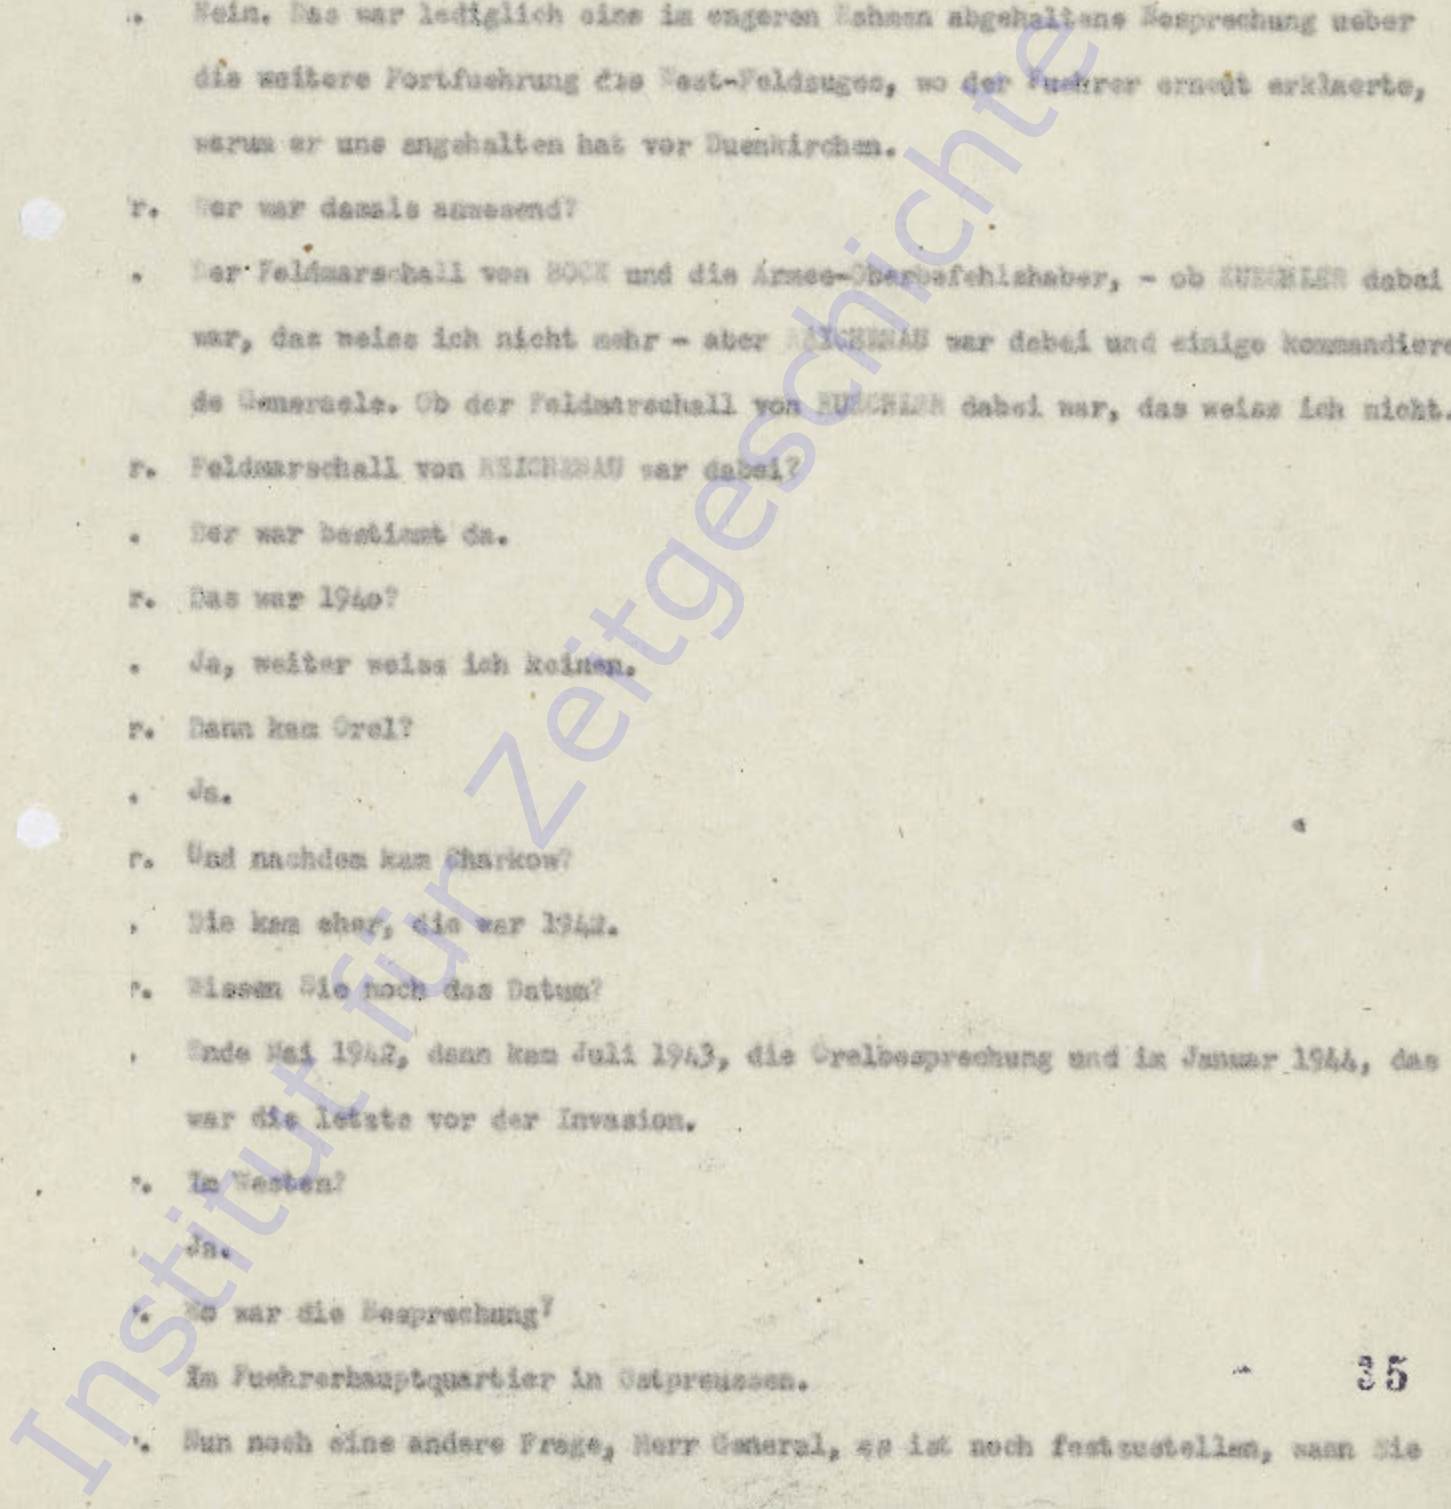 . Nein. Das war lediglich eine im engeren Rahmen abgehaltene Besprechung ueber
die weitere Fortfuehrung des West-Feldzuges, wo der Fuehrer erneut erklaerte,
warum er uns angehalten hat vor Duenkirchen.
r. Wer war damals anwesend?
. Der Feldmarschall von BOCK und die Armee-Oberbefehlshaber, - ob KUECHLER dabei
war, das weiss ich nicht mehr - aber REICHENAU war dabei und einige kommandieren
de Generaele. Ob der Feldmarschall von KUECHLER dabei war, das weiss ich nicht.
r. Feldmarschall von REICHENAU war dabei?
. Der war bestimmt da.
r. Das war 194o?
. Ja, weiter weiss ich keinen.
r. Dann kam Orel?
. Ja.
r. Und nachdem kam Charkow?
. Die kam eher, die war 1942.
r. Wissen Sie noch das Datum?
. Ende Mai 1942, dann kam Juli 1943, die Orelbesprechung und im Januar 1944, das
war die letzte vor der Invasion.
r. Im Westen?
. Ja.
r. Wo war die Besprechung?
Im Fuehrerhauptquartier in Ostpreussen.
35
r. Nun noch eine andere Frage, Herr General, es ist noch festzustellen, wann Sie
Institut für Zeitgeschichte